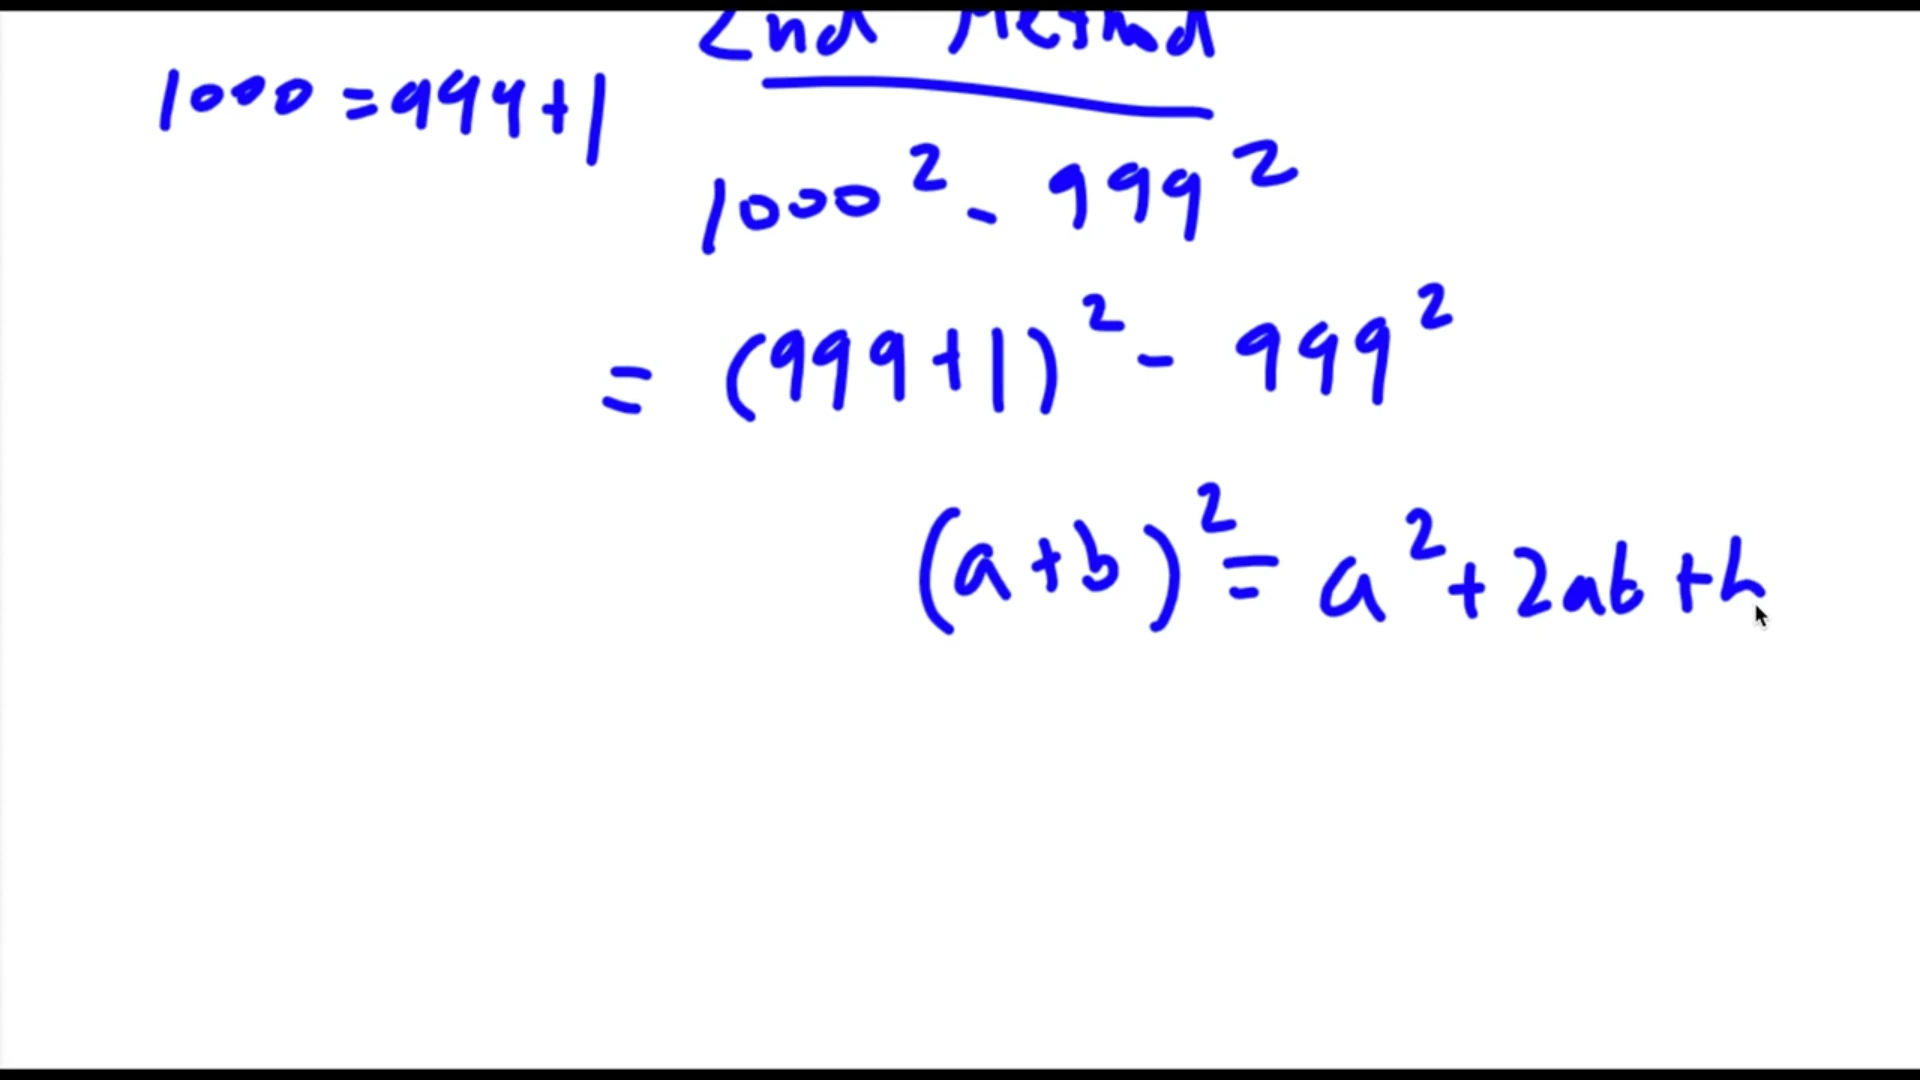 2nd Method
1000 = 999 + 1
1000² - 999²
= (999 + 1)² - 999²
(a + b)² = a² + 2ab + b